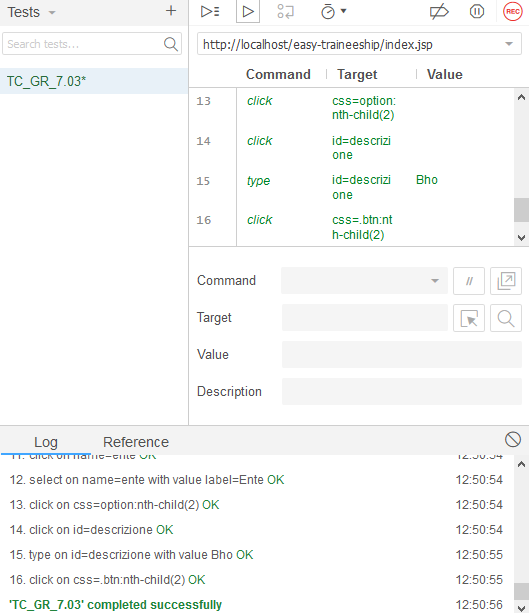 Tests
REC
Search tests...
http://localhost/easy-traineeship/index.jsp
TC_GR_7.03*
Command Target Value
13 click css=option:
nth-child(2)
14 click id=descrizi
one
15 type id=descrizi Bho
one
16 click css=.btn:nt
h-child(2)
Command
//
Target
Value
Description
Log Reference
11. click on name=ente OK 12:50:54
12. select on name=ente with value label=Ente OK 12:50:54
13. click on css=option:nth-child(2) OK 12:50:54
14. click on id=descrizione OK 12:50:54
15. type on id=descrizione with value Bho OK 12:50:55
16. click on css=.btn:nth-child(2) OK 12:50:55
'TC_GR_7.03' completed successfully 12:50:56